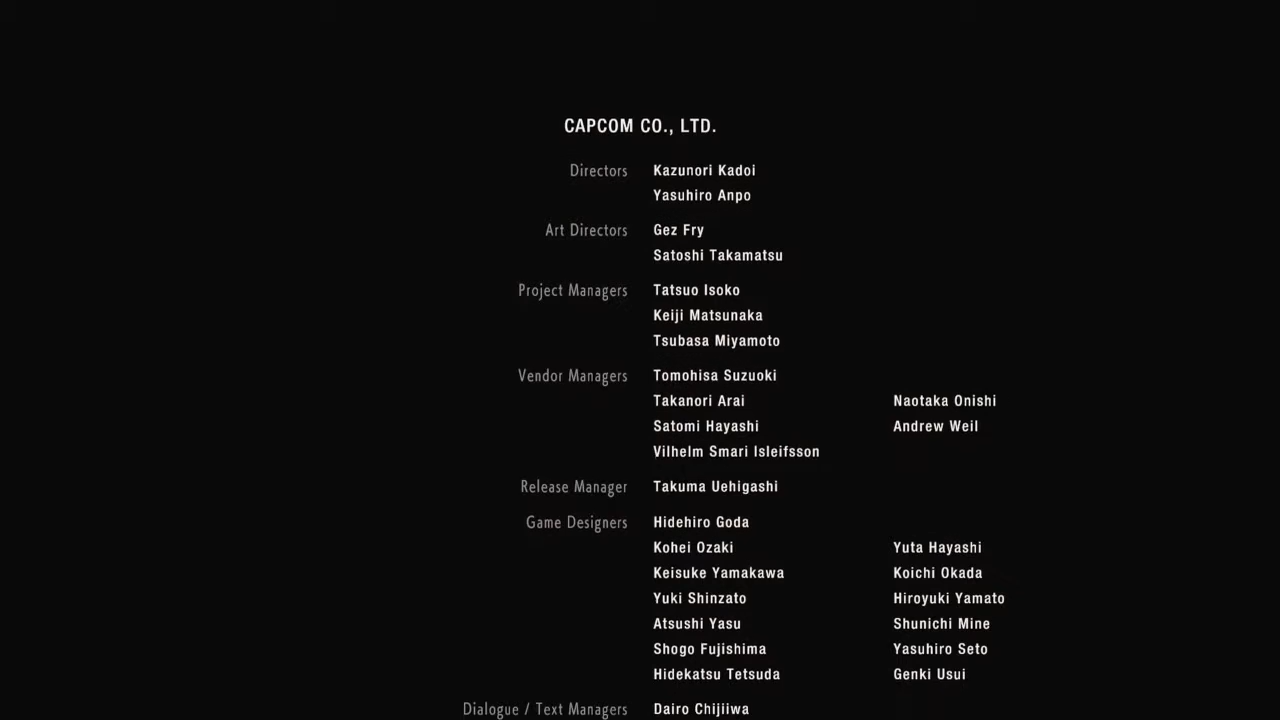 CAPCOM CO., LTD.
Directors Kazunori Kadoi
Yasuhiro Anpo
Art Directors Gez Fry
Satoshi Takamatsu
Project Managers Tatsuo Isoko
Keiji Matsunaka
Tsubasa Miyamoto
Vendor Managers Tomohisa Suzuoki
Takanori Arai Naotaka Onishi
Satomi Hayashi Andrew Weil
Vilhelm Smari Isleifsson
Release Manager Takuma Uehigashi
Game Designers Hidehiro Goda
Kohei Ozaki Yuta Hayashi
Keisuke Yamakawa Koichi Okada
Yuki Shinzato Hiroyuki Yamato
Atsushi Yasu Shunichi Mine
Shogo Fujishima Yasuhiro Seto
Hidekatsu Tetsuda Genki Usui
Dialogue / Text Managers Dairo Chijiiwa